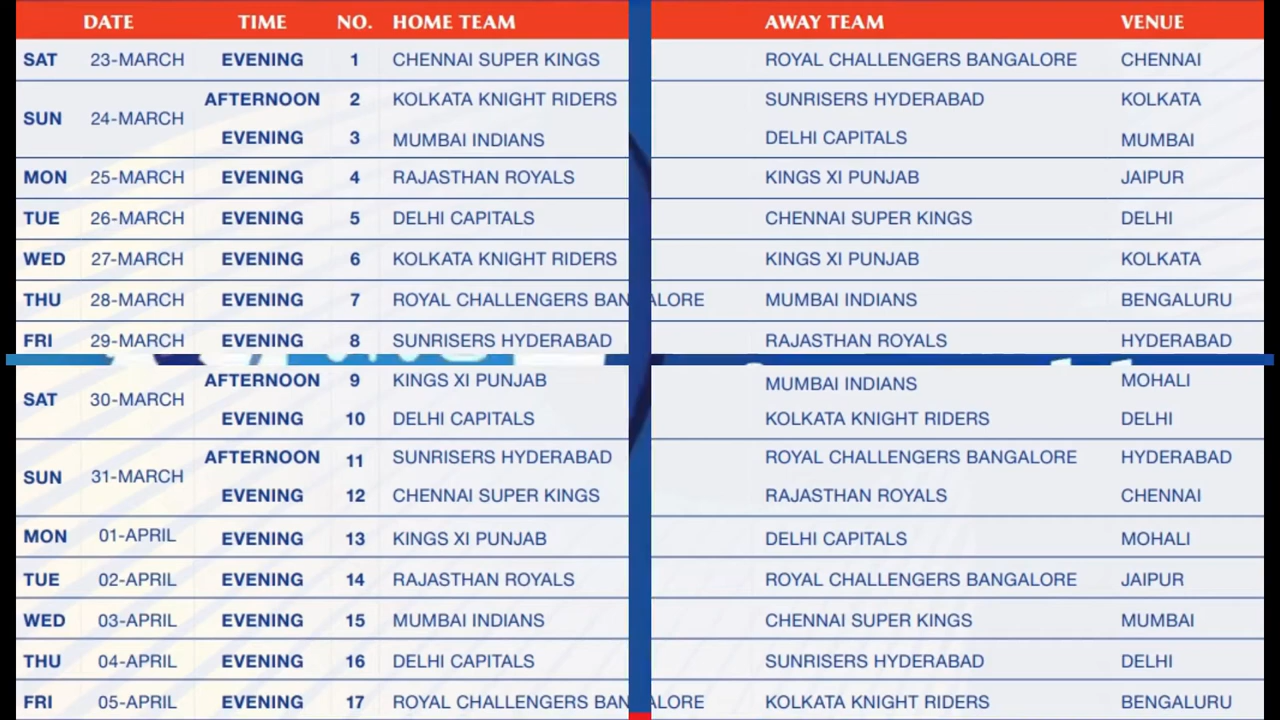 DATE TIME NO. HOME TEAM AWAY TEAM VENUE
SAT 23-MARCH EVENING 1 CHENNAI SUPER KINGS ROYAL CHALLENGERS BANGALORE CHENNAI
SUN 24-MARCH AFTERNOON 2 KOLKATA KNIGHT RIDERS SUNRISERS HYDERABAD KOLKATA
EVENING 3 MUMBAI INDIANS DELHI CAPITALS MUMBAI
MON 25-MARCH EVENING 4 RAJASTHAN ROYALS KINGS XI PUNJAB JAIPUR
TUE 26-MARCH EVENING 5 DELHI CAPITALS CHENNAI SUPER KINGS DELHI
WED 27-MARCH EVENING 6 KOLKATA KNIGHT RIDERS KINGS XI PUNJAB KOLKATA
THU 28-MARCH EVENING 7 ROYAL CHALLENGERS BANGALORE MUMBAI INDIANS BENGALURU
FRI 29-MARCH EVENING 8 SUNRISERS HYDERABAD RAJASTHAN ROYALS HYDERABAD
SAT 30-MARCH AFTERNOON 9 KINGS XI PUNJAB MUMBAI INDIANS MOHALI
EVENING 10 DELHI CAPITALS KOLKATA KNIGHT RIDERS DELHI
SUN 31-MARCH AFTERNOON 11 SUNRISERS HYDERABAD ROYAL CHALLENGERS BANGALORE HYDERABAD
EVENING 12 CHENNAI SUPER KINGS RAJASTHAN ROYALS CHENNAI
MON 01-APRIL EVENING 13 KINGS XI PUNJAB DELHI CAPITALS MOHALI
TUE 02-APRIL EVENING 14 RAJASTHAN ROYALS ROYAL CHALLENGERS BANGALORE JAIPUR
WED 03-APRIL EVENING 15 MUMBAI INDIANS CHENNAI SUPER KINGS MUMBAI
THU 04-APRIL EVENING 16 DELHI CAPITALS SUNRISERS HYDERABAD DELHI
FRI 05-APRIL EVENING 17 ROYAL CHALLENGERS BANGALORE KOLKATA KNIGHT RIDERS BENGALURU